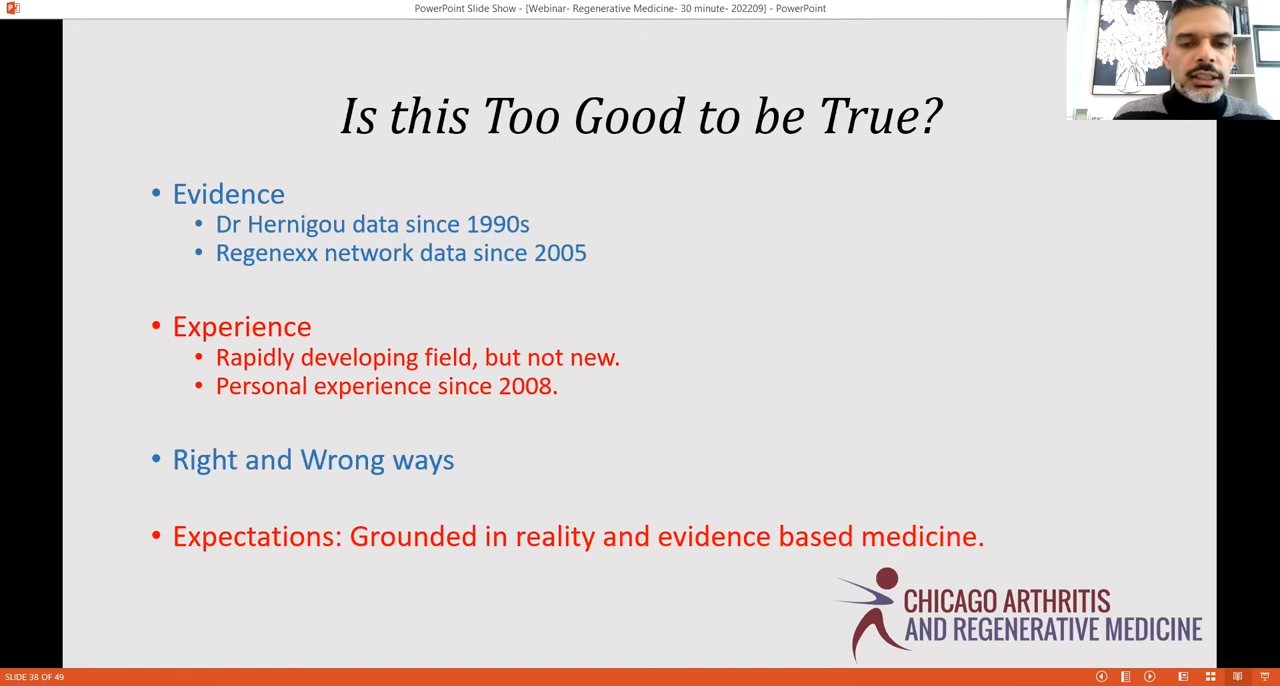 PowerPoint Slide Show - [Webinar- Regenerative Medicine- 30 minute- 202209] - PowerPoint
Is this Too Good to be True?
• Evidence
• Dr Hernigou data since 1990s
• Regenexx network data since 2005
• Experience
• Rapidly developing field, but not new.
• Personal experience since 2008.
• Right and Wrong ways
• Expectations: Grounded in reality and evidence based medicine.
CHICAGO ARTHRITIS
AND REGENERATIVE MEDICINE
SLIDE 38 OF 49